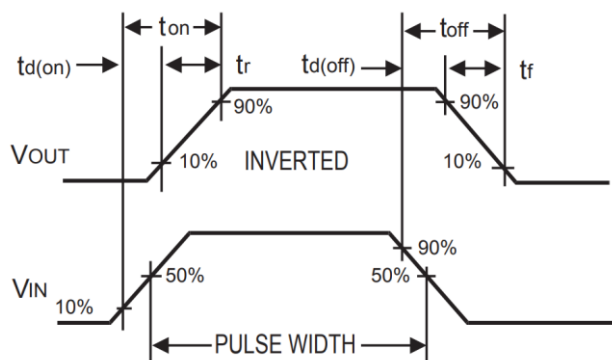 ton
toff
td(on)
tr
td(off)
tf
90%
90%
VOUT
10%
INVERTED
10%
90%
50%
50%
VIN
10%
PULSE WIDTH